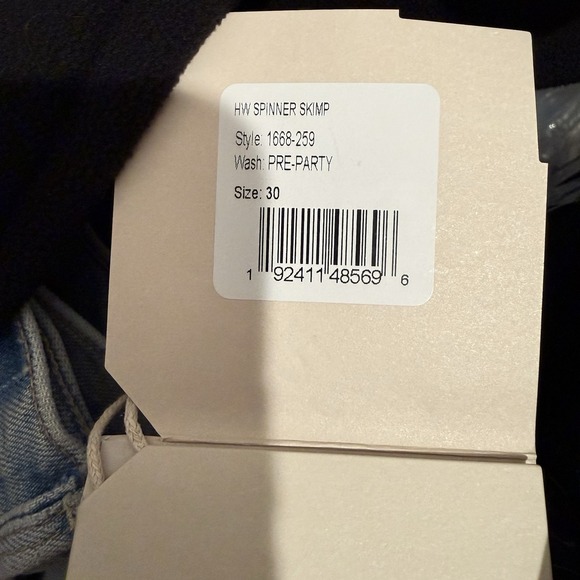 HW SPINNER SKIMP
Style: 1668-259
Wash: PRE-PARTY
Size: 30
1 92411 48569 6